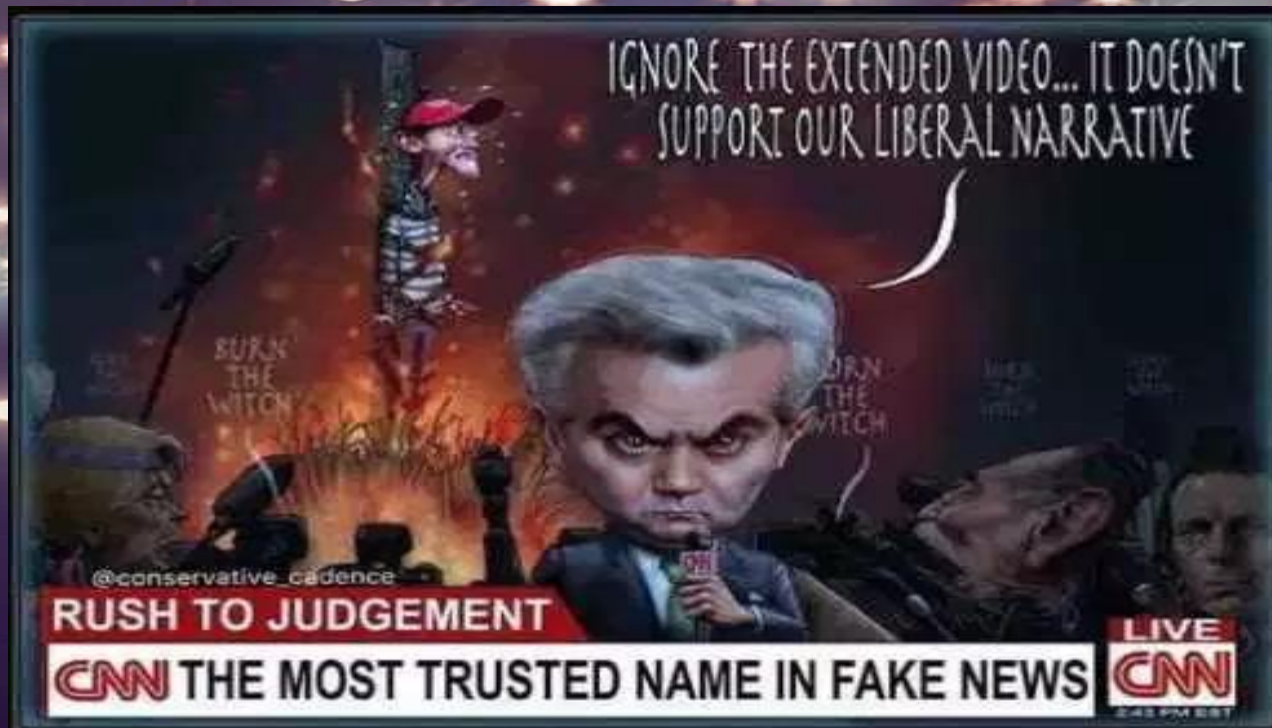 IGNORE THE EXTENDED VIDEO... IT DOESN'T
SUPPORT OUR LIBERAL NARRATIVE
BURN
THE
WITCH
THE
WITCH
@conservative_cadence
RUSH TO JUDGEMENT
CNN THE MOST TRUSTED NAME IN FAKE NEWS
CNN
LIVE
CNN